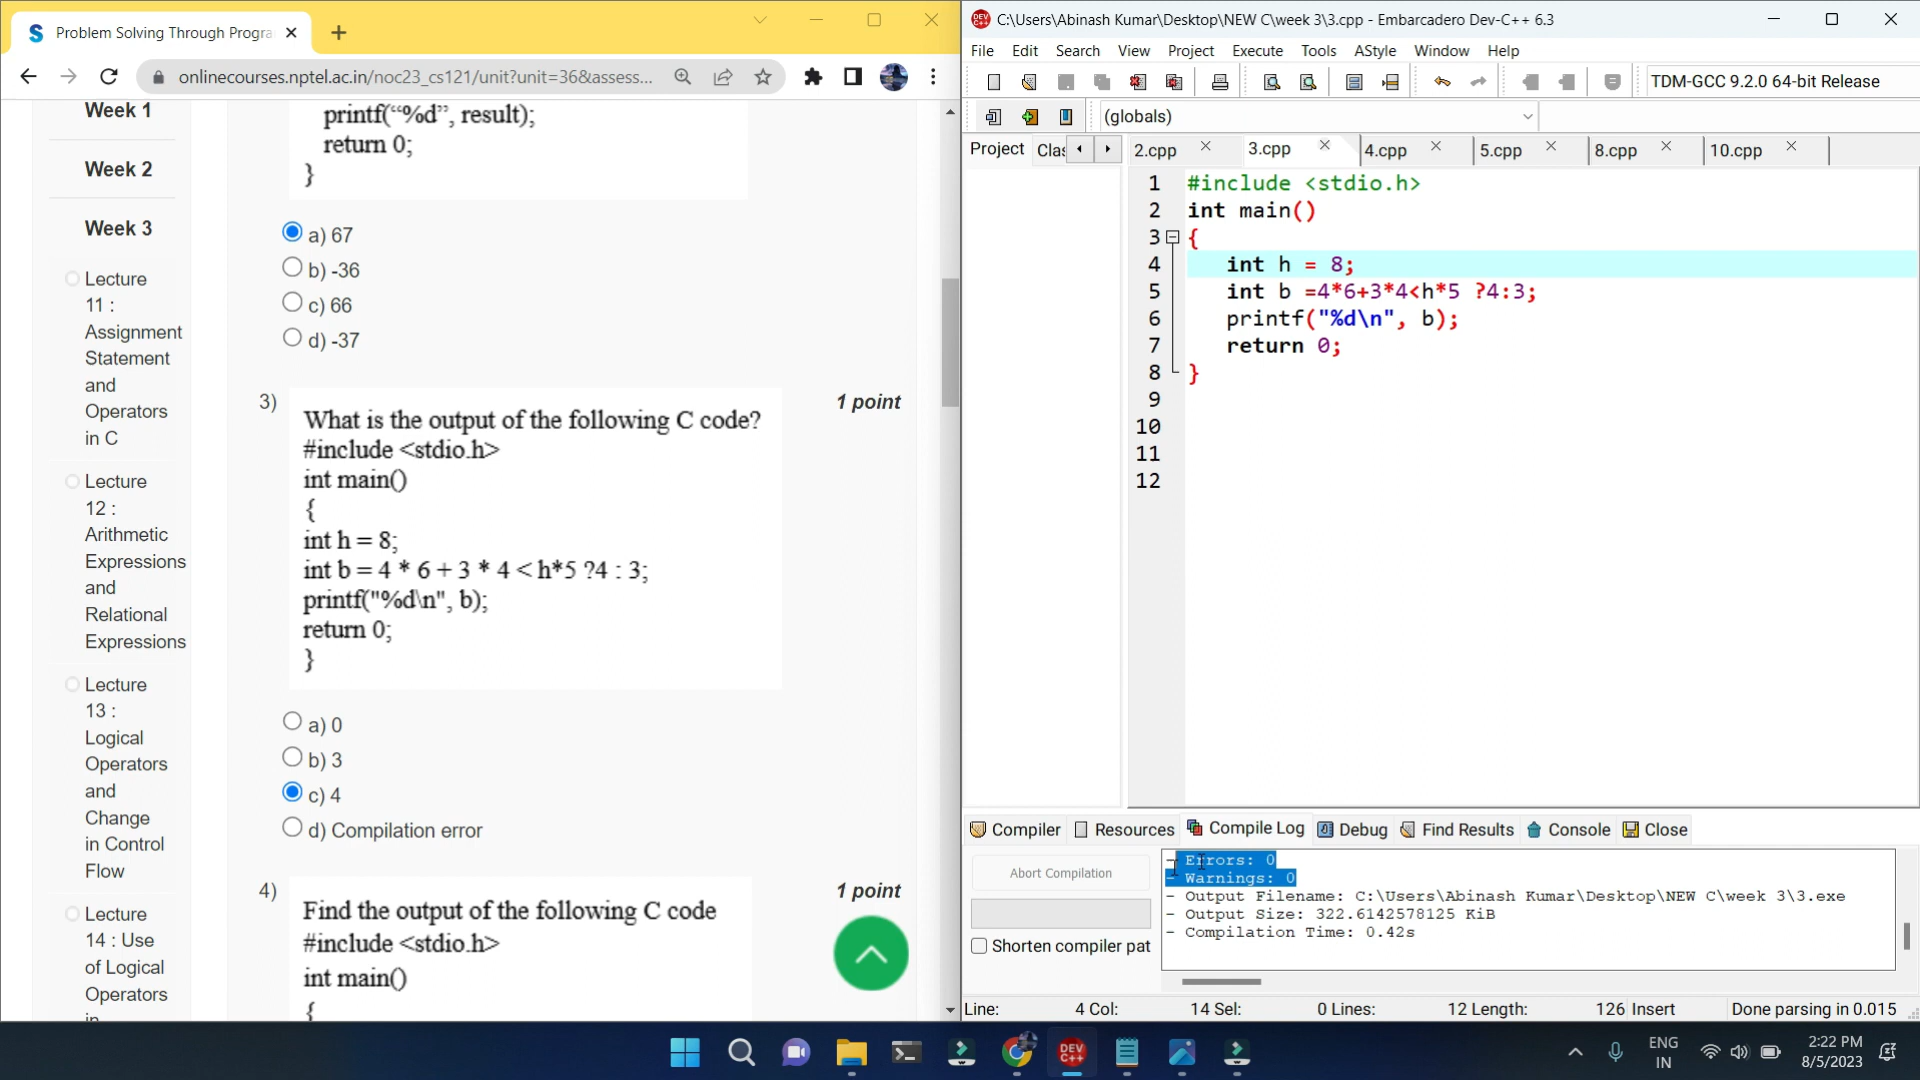 Problem Solving Through Progra
onlinecourses.nptel.ac.in/noc23_cs121/unit?unit=36&assess...
Week 1
Week 2
Week 3
Lecture
11 :
Assignment
Statement
and
Operators
in C
Lecture
12 :
Arithmetic
Expressions
and
Relational
Expressions
Lecture
13 :
Logical
Operators
and
Change
in Control
Flow
Lecture
14 : Use
of Logical
Operators
in
printf(“%d”, result);
return 0;
}
a) 67
b) -36
c) 66
d) -37
3)
1 point
What is the output of the following C code?
#include <stdio.h>
int main()
{
int h = 8;
int b = 4 * 6 + 3 * 4 < h*5 ?4 : 3;
printf("%d\n", b);
return 0;
}
a) 0
b) 3
c) 4
d) Compilation error
4)
1 point
Find the output of the following C code
#include <stdio.h>
int main()
{
C:\Users\Abinash Kumar\Desktop\NEW C\week 3\3.cpp - Embarcadero Dev-C++ 6.3
File Edit Search View Project Execute Tools AStyle Window Help
TDM-GCC 9.2.0 64-bit Release
(globals)
Project Clas
2.cpp 3.cpp 4.cpp 5.cpp 8.cpp 10.cpp
1 #include <stdio.h>
2 int main()
3 {
4 int h = 8;
5 int b =4*6+3*4<h*5 ?4:3;
6 printf("%d\n", b);
7 return 0;
8 }
9
10
11
12
Compiler Resources Compile Log Debug Find Results Console Close
Abort Compilation
Shorten compiler pat
- Errors: 0
- Warnings: 0
- Output Filename: C:\Users\Abinash Kumar\Desktop\NEW C\week 3\3.exe
- Output Size: 322.6142578125 KiB
- Compilation Time: 0.42s
Line: 4 Col: 14 Sel: 0 Lines: 12 Length: 126 Insert Done parsing in 0.015
DEV C++
ENG
IN
2:22 PM
8/5/2023